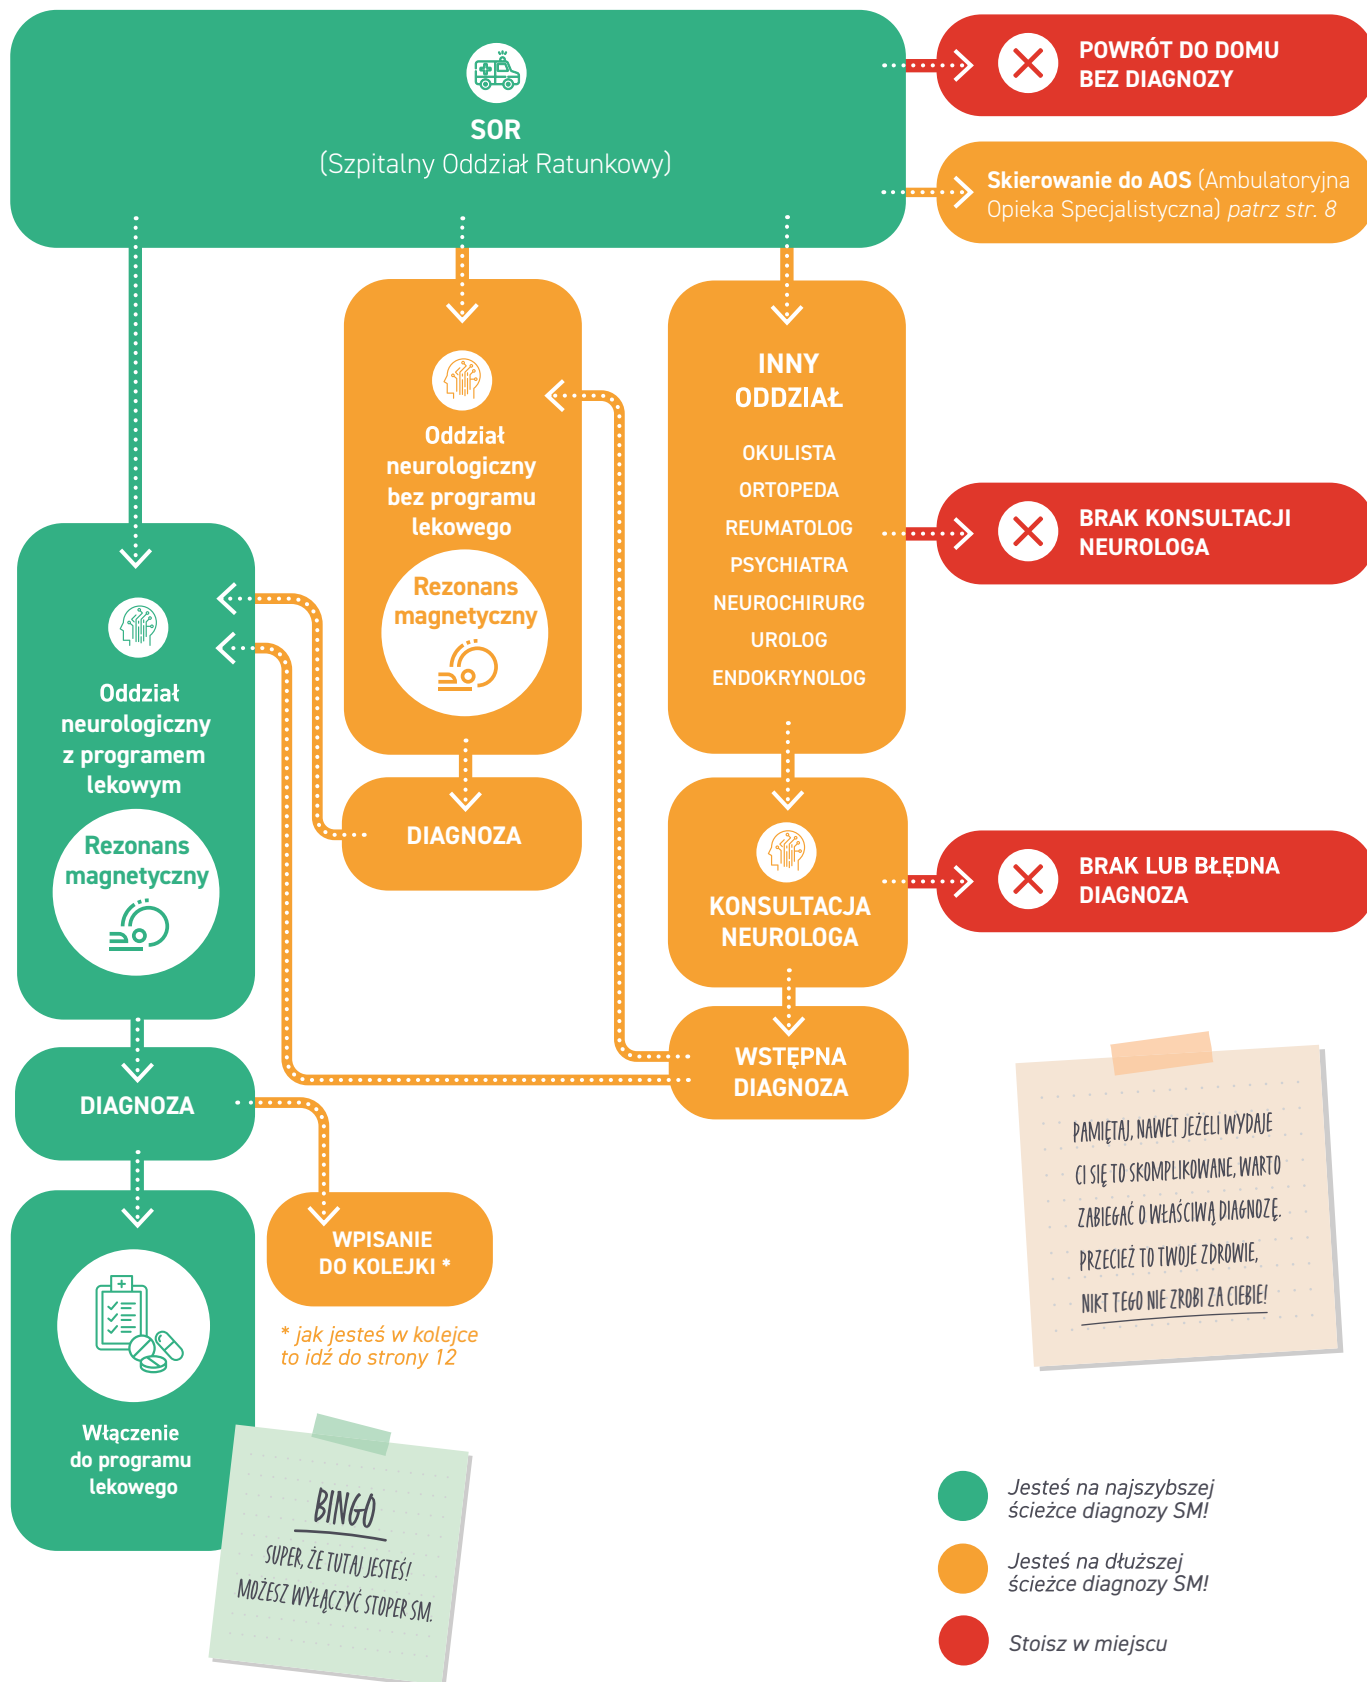 SOR
(Szpitalny Oddział Ratunkowy)
POWRÓT DO DOMU
BEZ DIAGNOZY
Skierowanie do AOS (Ambulatoryjna
Opieka Specjalistyczna) patrz str. 8
Oddział
neurologiczny
bez programu
lekowego
Rezonans
magnetyczny
DIAGNOZA
INNY
ODDZIAŁ
OKULISTA
ORTOPEDA
REUMATOLOG
PSYCHIATRA
NEUROCHIRURG
UROLOG
ENDOKRYNOLOG
BRAK KONSULTACJI
NEUROLOGA
Oddział
neurologiczny
z programem
lekowym
Rezonans
magnetyczny
KONSULTACJA
NEUROLOGA
BRAK LUB BŁĘDNA
DIAGNOZA
WSTĘPNA
DIAGNOZA
DIAGNOZA
WPISANIE
DO KOLEJKI *
* jak jesteś w kolejce
to idź do strony 12
Włączenie
do programu
lekowego
BINGO
SUPER, ŻE TUTAJ JESTEŚ!
MOŻESZ WYŁĄCZYĆ STOPER SM.
PAMIĘTAJ, NAWET JEŻELI WYDAJE
CI SIĘ TO SKOMPLIKOWANE, WARTO
ZABIEGAĆ O WŁAŚCIWĄ DIAGNOZĘ.
PRZECIEŻ TO TWOJE ZDROWIE,
NIKT TEGO NIE ZROBI ZA CIEBIE!
Jesteś na najszybszej
ścieżce diagnozy SM!
Jesteś na dłuższej
ścieżce diagnozy SM!
Stoisz w miejscu